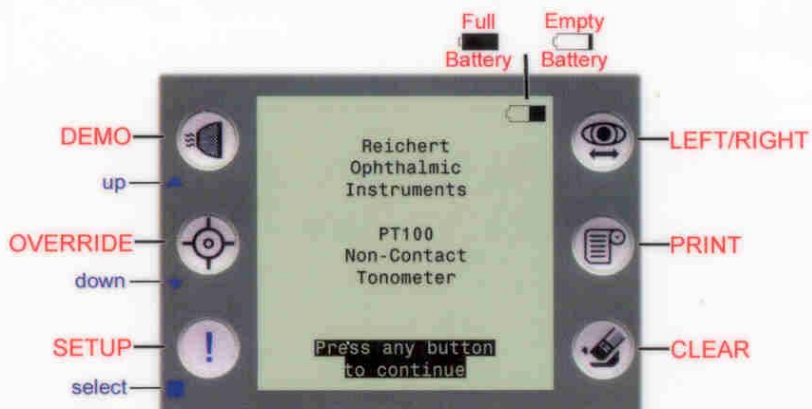 Full
Battery
Empty
Battery
DEMO
up
OVERRIDE
down
SETUP
select
Reichert
Ophthalmic
Instruments
PT100
Non-Contact
Tonometer
Press any button
to continue
!
LEFT/RIGHT
PRINT
CLEAR